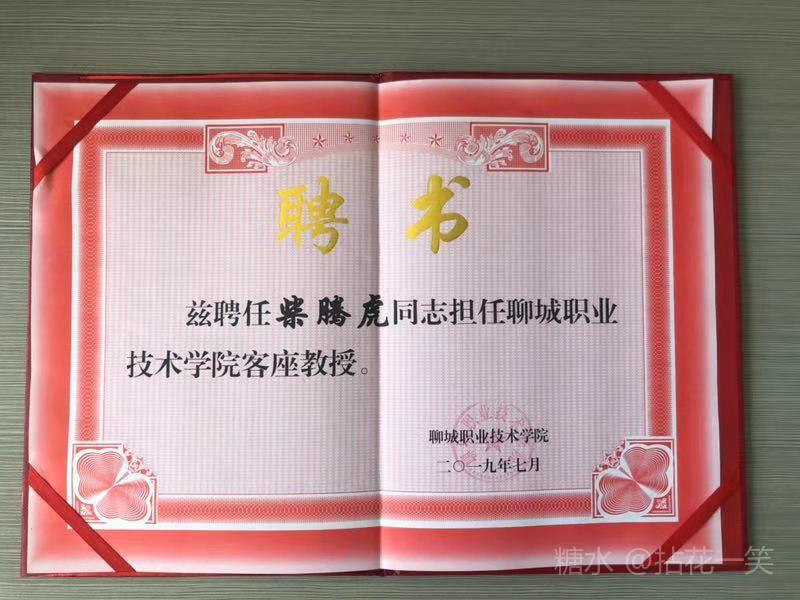 聘书
兹聘任柴腾虎同志担任聊城职业
技术学院客座教授。
聊城职业技术学院
二〇一九年七月
糖水 @拈花一笑